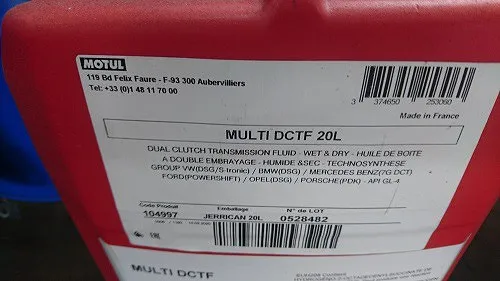 MOTUL
119 Bd Felix Faure - F-93 300 Aubervilliers
Tel: +33 (0)1 48 11 70 00
3 374650 253060
Made in France
MULTI DCTF 20L
DUAL CLUTCH TRANSMISSION FLUID - WET & DRY - HUILE DE BOITE
A DOUBLE EMBRAYAGE - HUMIDE & SEC - TECHNOSYNTHESE
GROUP VW(DSG/S-tronic) / BMW(DSG) / MERCEDES BENZ(7G DCT)
FORD(POWERSHIFT) / OPEL(DSG) / PORSCHE(PDK) - API GL-4
Code Produit Emballage N° de LOT
104997 JERRICAN 20L 0528482
MULTI DCTF